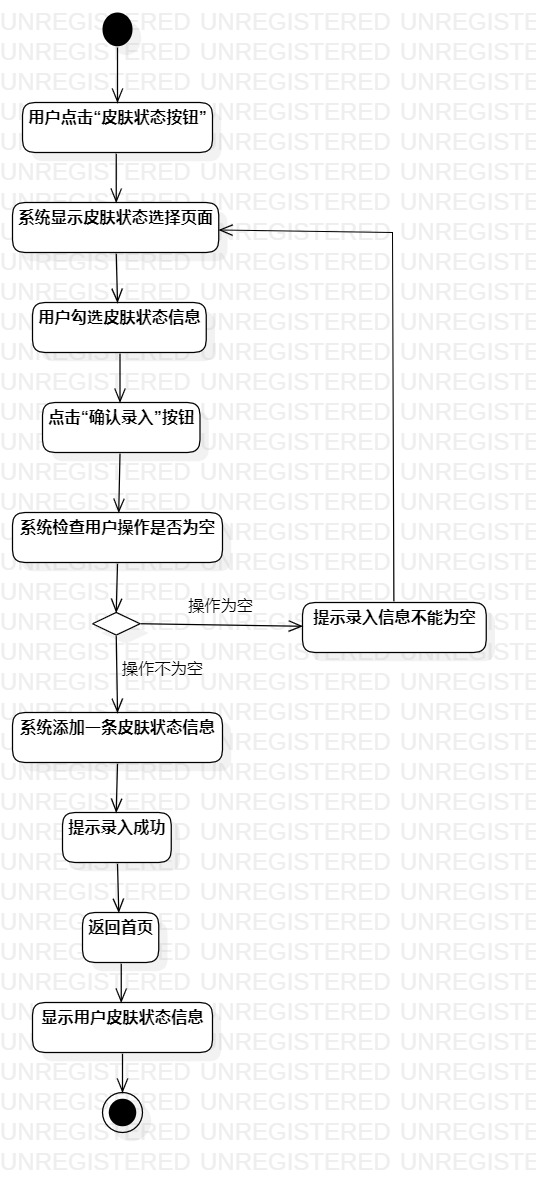 用户点击“皮肤状态按钮”
系统显示皮肤状态选择页面
用户勾选皮肤状态信息
点击“确认录入”按钮
系统检查用户操作是否为空
操作为空
提示录入信息不能为空
操作不为空
系统添加一条皮肤状态信息
提示录入成功
返回首页
显示用户皮肤状态信息
UNREGISTERED